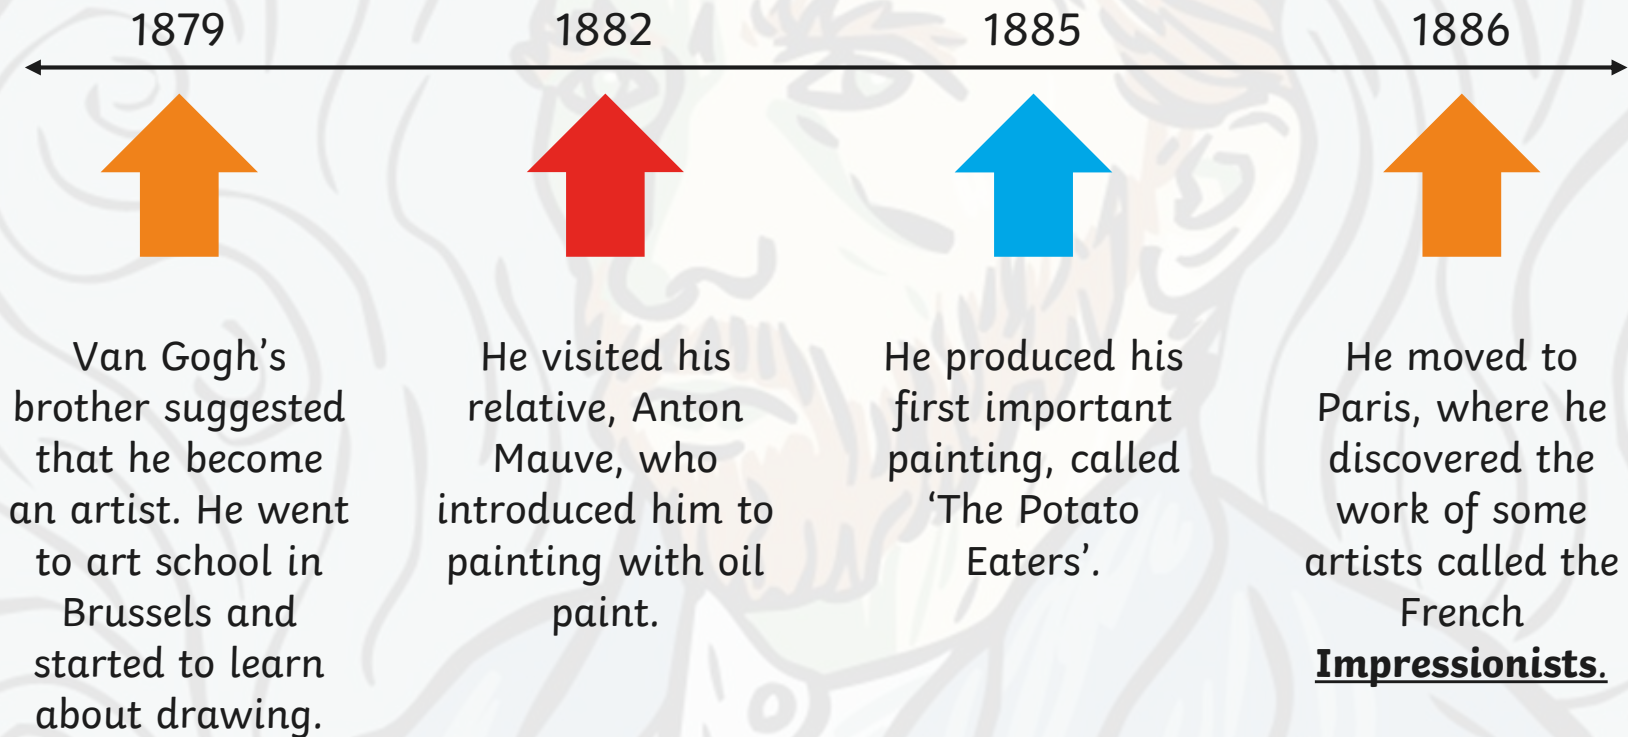 1879
1882
1885
1886
Van Gogh’s
brother suggested
that he become
an artist. He went
to art school in
Brussels and
started to learn
about drawing.
He visited his
relative, Anton
Mauve, who
introduced him to
painting with oil
paint.
He produced his
first important
painting, called
‘The Potato
Eaters’.
He moved to
Paris, where he
discovered the
work of some
artists called the
French
Impressionists.